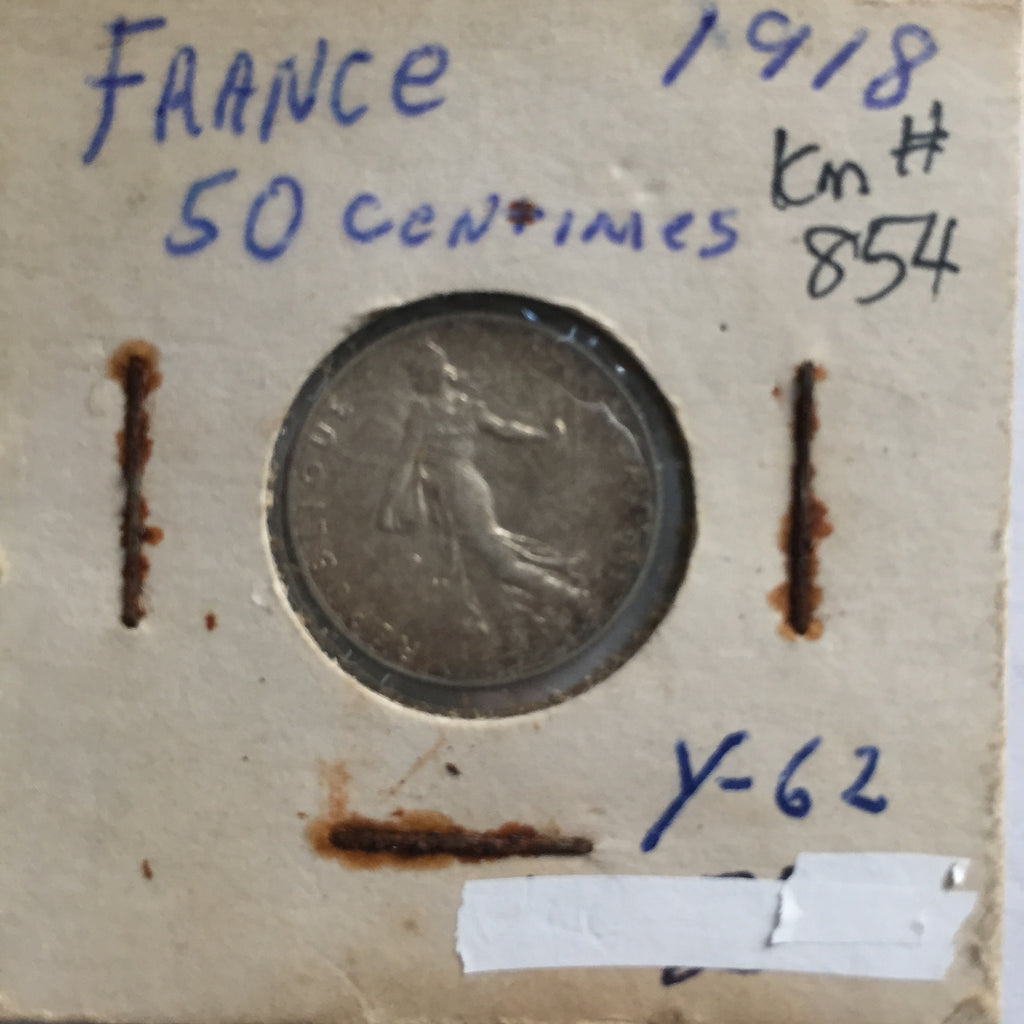 FRANCE 1918
50 CENTIMES
Km #
854
Y-62